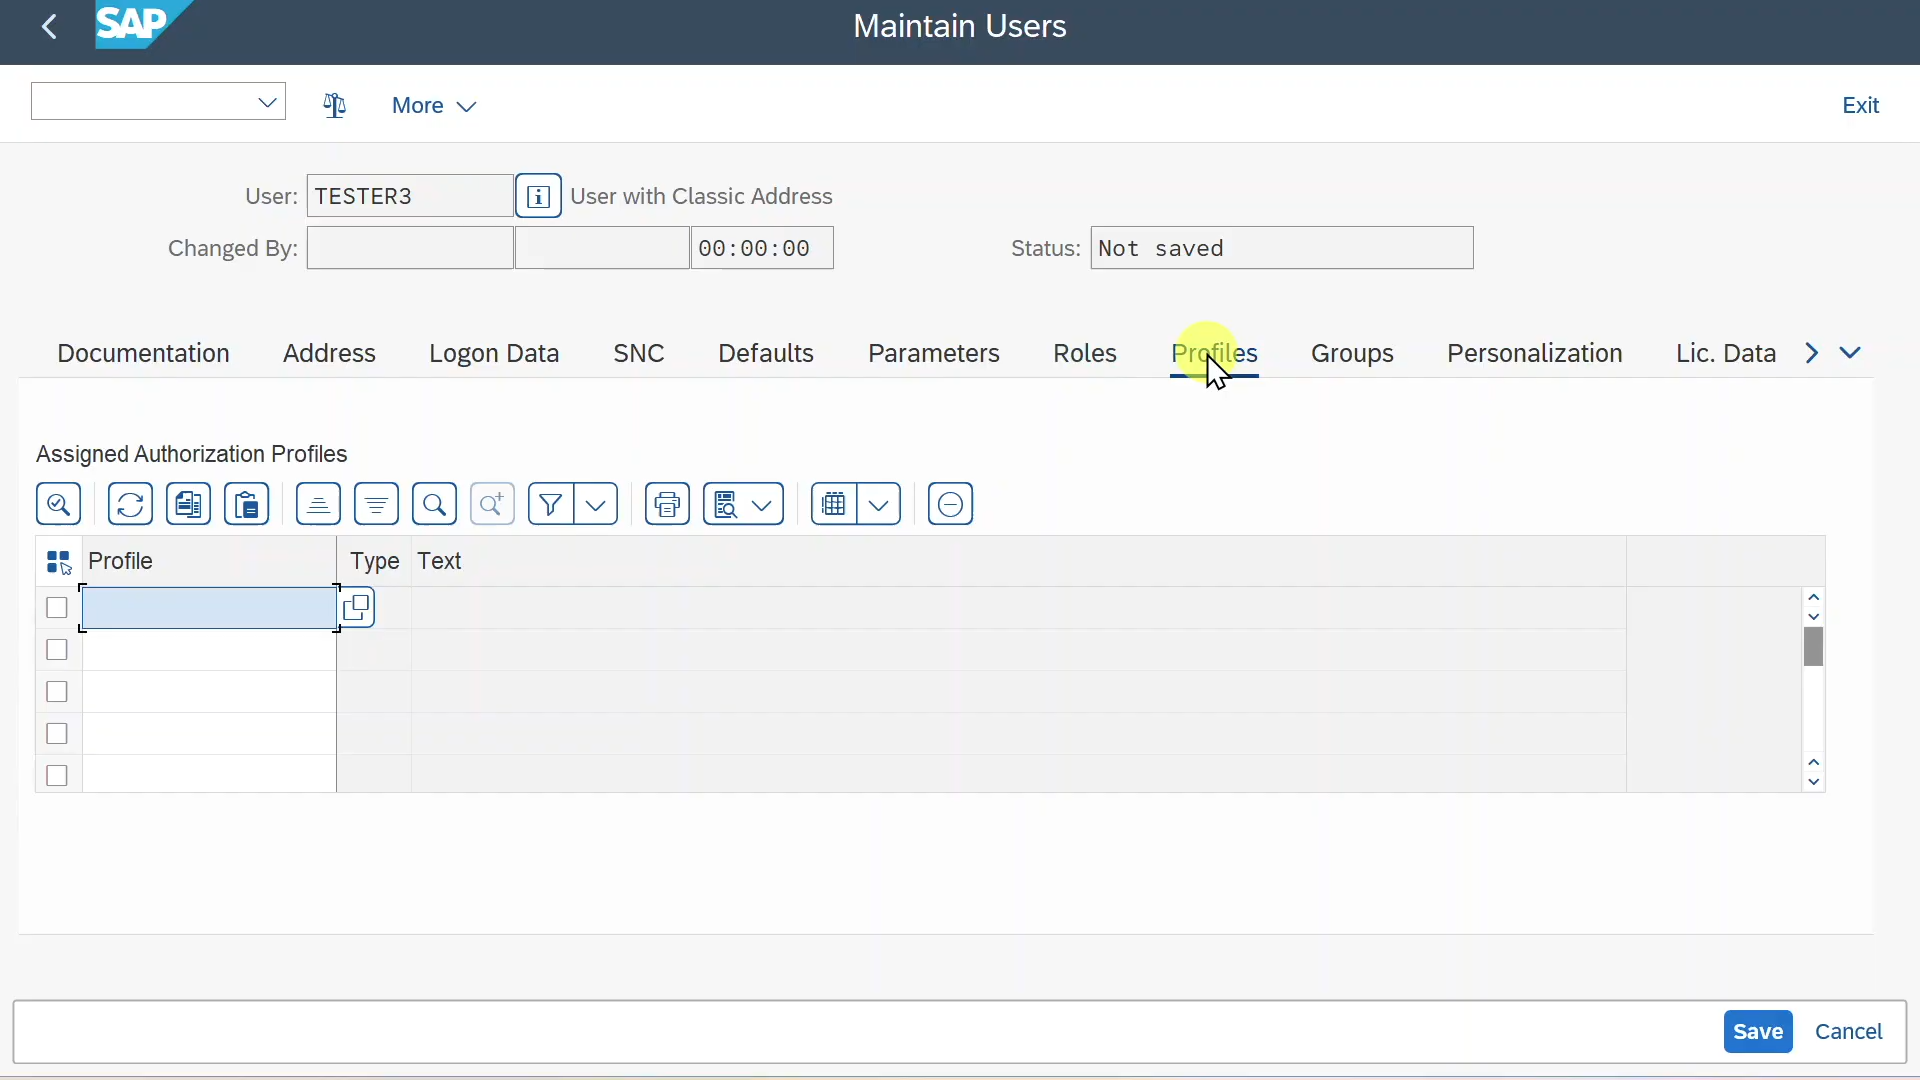 SAP
Maintain Users
More
Exit
User: TESTER3 User with Classic Address
Changed By: 00:00:00 Status: Not saved
Documentation Address Logon Data SNC Defaults Parameters Roles Profiles Groups Personalization Lic. Data
Assigned Authorization Profiles
Profile Type Text
Save Cancel